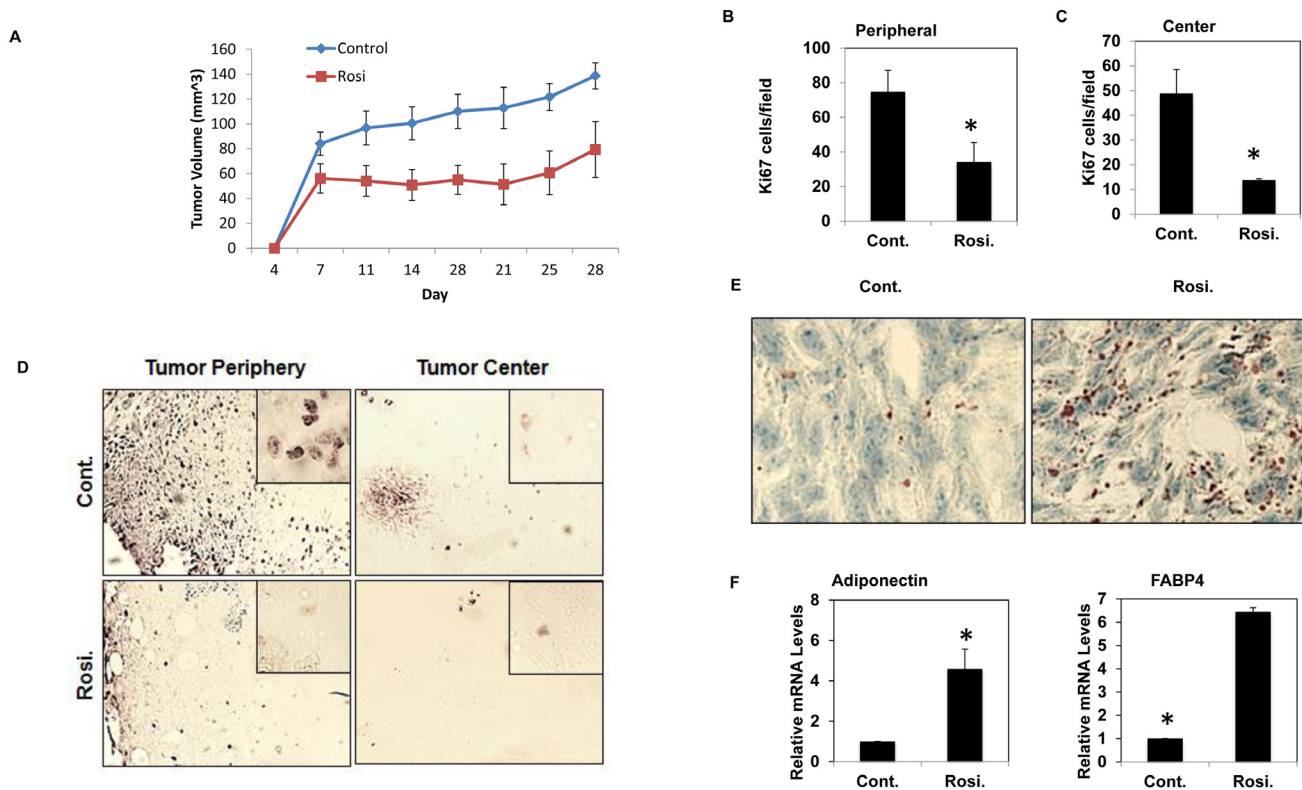 A
Control
Rosi
Tumor Volume (mm^3)
160
140
120
100
80
60
40
20
0
4 7 11 14 28 21 25 28
Day
B
Peripheral
Ki67 cells/field
100
80
60
40
20
0
*
Cont. Rosi.
C
Center
Ki67 cells/field
70
60
50
40
30
20
10
0
*
Cont. Rosi.
D
Tumor Periphery Tumor Center
Cont.
Rosi.
E
Cont. Rosi.
F
Adiponectin
Relative mRNA Levels
8
6
4
2
0
*
Cont. Rosi.
FABP4
Relative mRNA Levels
7
6
5
4
3
2
1
0
*
Cont. Rosi.